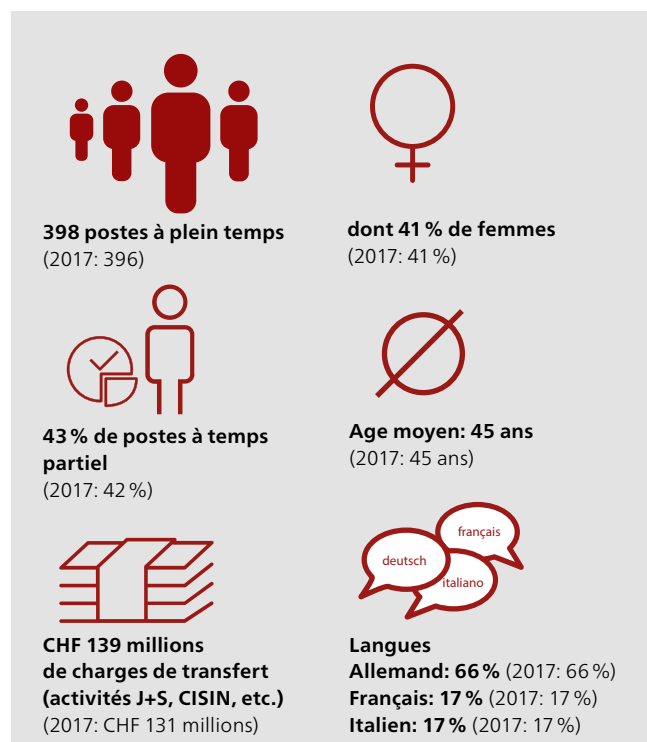 398 postes à plein temps
(2017: 396)
dont 41 % de femmes
(2017: 41 %)
43 % de postes à temps
partiel
(2017: 42 %)
Age moyen: 45 ans
(2017: 45 ans)
CHF 139 millions
de charges de transfert
(activités J+S, CISIN, etc.)
(2017: CHF 131 millions)
français
deutsch
italiano
Langues
Allemand: 66 % (2017: 66 %)
Français: 17 % (2017: 17 %)
Italien: 17 % (2017: 17 %)